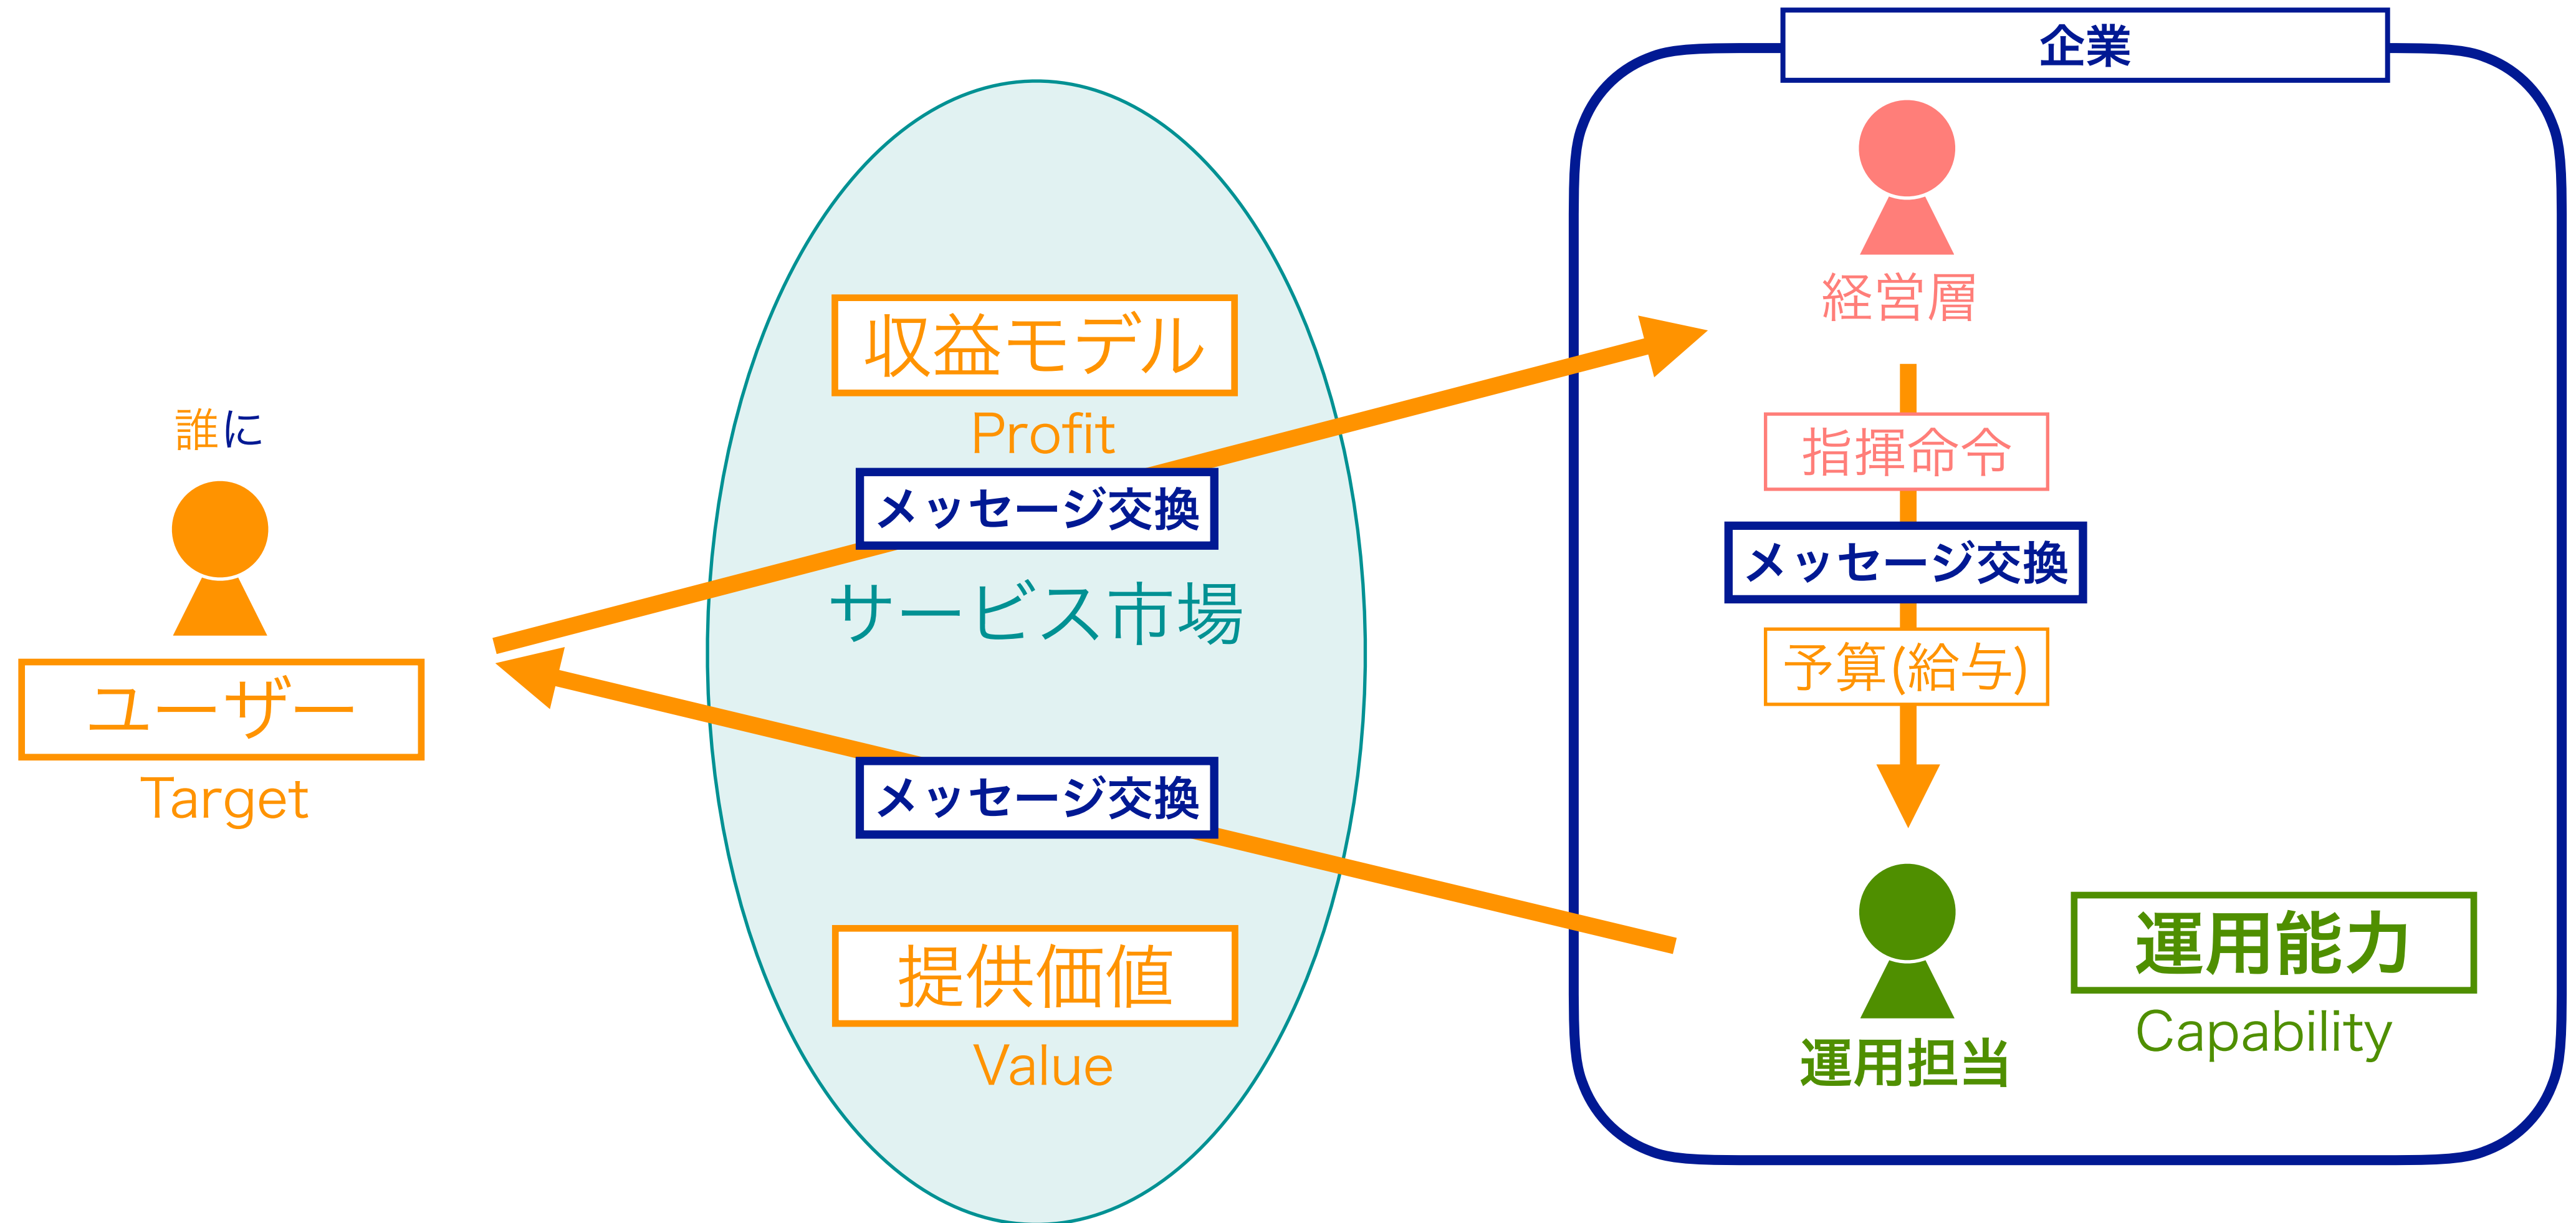 企業
経営層
収益モデル
Profit
誰に
指揮命令
メッセージ交換
メッセージ交換
サービス市場
予算(給与)
ユーザー
Target
メッセージ交換
運用能力
Capability
提供価値
Value
運用担当